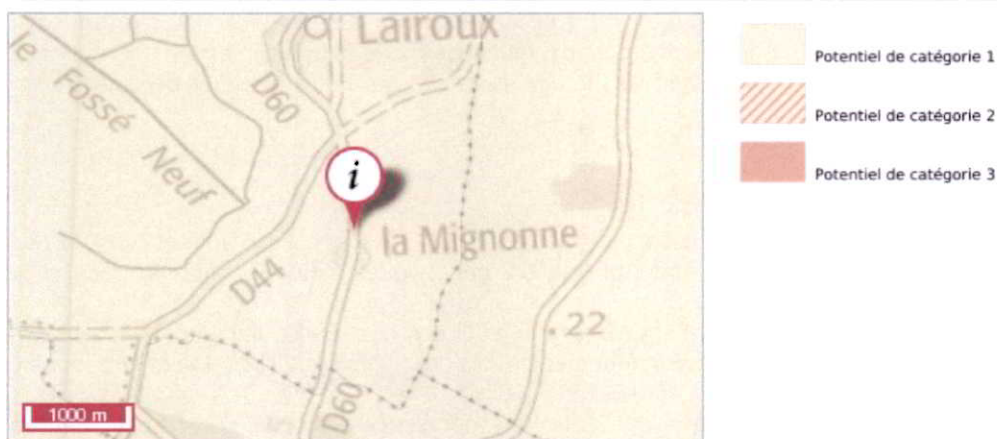 Lairoux
D60
le Fossé Neuf
i
la Mignonne
D44
22
D60
1000 m
Potentiel de catégorie 1
Potentiel de catégorie 2
Potentiel de catégorie 3